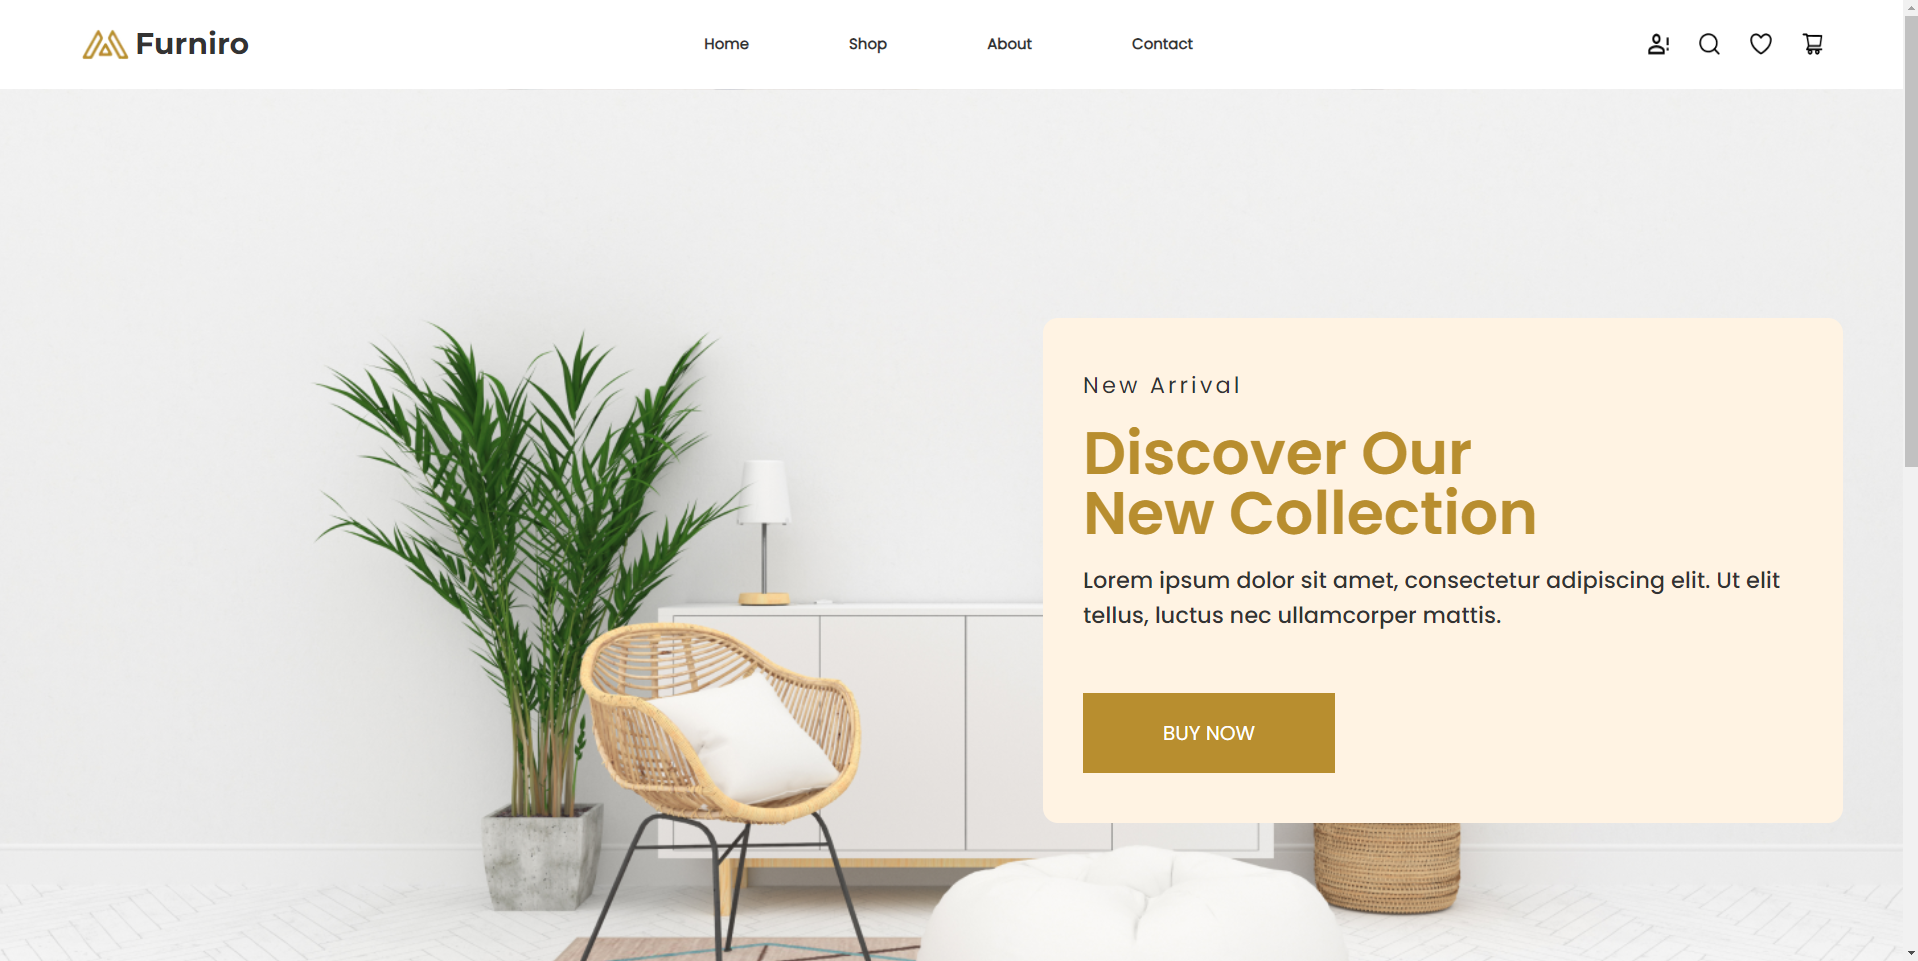 Furniro
Home
Shop
About
Contact
New Arrival
Discover Our
New Collection
Lorem ipsum dolor sit amet, consectetur adipiscing elit. Ut elit
tellus, luctus nec ullamcorper mattis.
BUY NOW